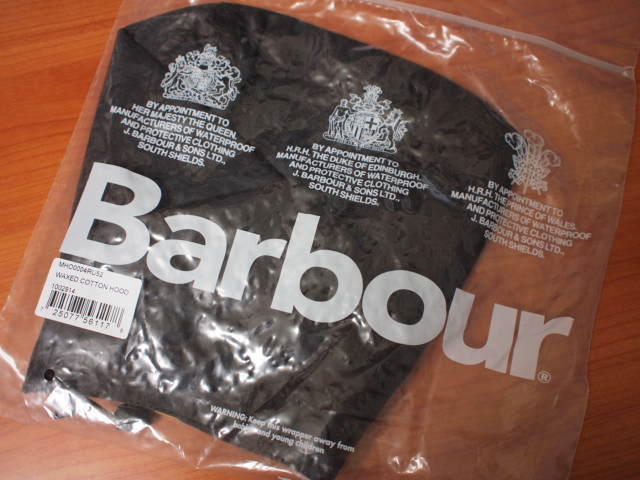 BY APPOINTMENT TO
HER MAJESTY THE QUEEN.
MANUFACTURERS OF WATERPROOF
AND PROTECTIVE CLOTHING
J. BARBOUR & SONS LTD.,
SOUTH SHIELDS.
BY APPOINTMENT TO
H.R.H. THE DUKE OF EDINBURGH.
MANUFACTURERS OF WATERPROOF
AND PROTECTIVE CLOTHING
J. BARBOUR & SONS LTD.,
SOUTH SHIELDS.
BY APPOINTMENT TO
H.R.H. THE PRINCE OF WALES.
MANUFACTURERS OF WATERPROOF
AND PROTECTIVE CLOTHING
J. BARBOUR & SONS LTD.,
SOUTH SHIELDS.
Barbour®
MHO0004RU52
WAXED COTTON HOOD
1002914
25077 56117
WARNING: Keep this wrapper away from
babies and young children